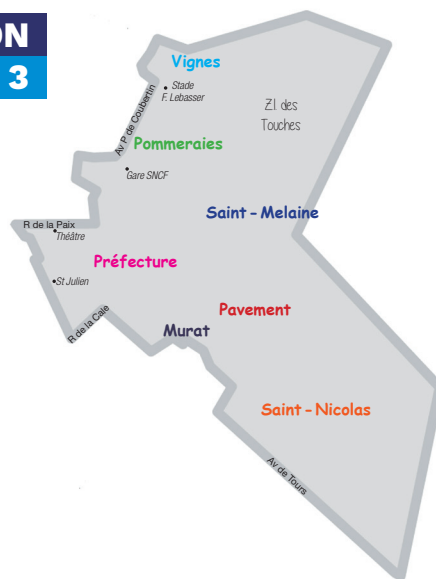 ON
3
Vignes
Stade
F. Lebasser
Z.I. des
Touches
Av P. de Coubertin
Pommeraies
Gare SNCF
Saint - Melaine
R de la Paix
Théâtre
Préfecture
St Julien
Pavement
R de la Cale
Murat
Saint - Nicolas
Av de Tours